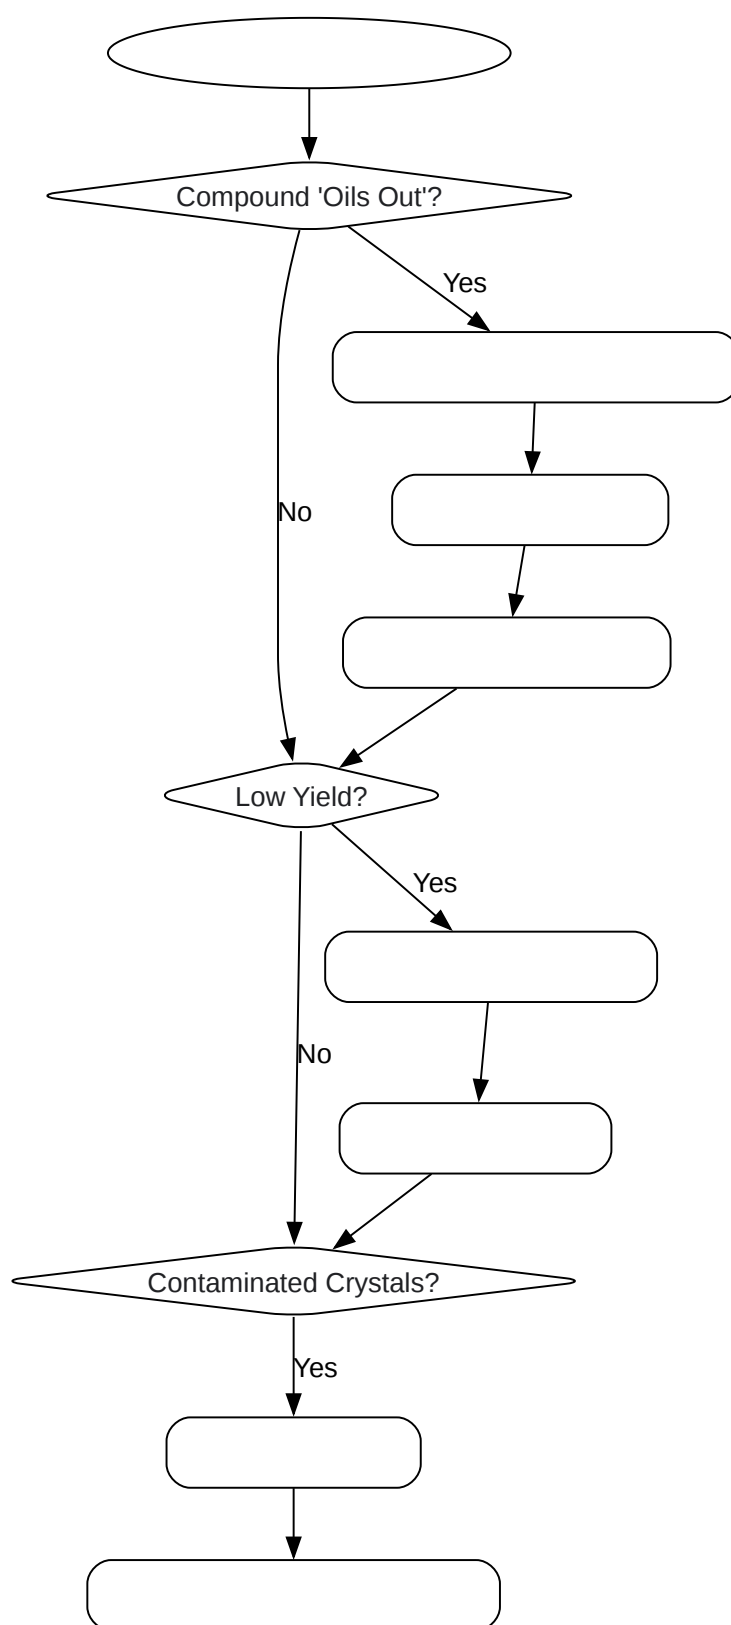 Compound 'Oils Out'?
Yes
No
Low Yield?
Yes
No
Contaminated Crystals?
Yes